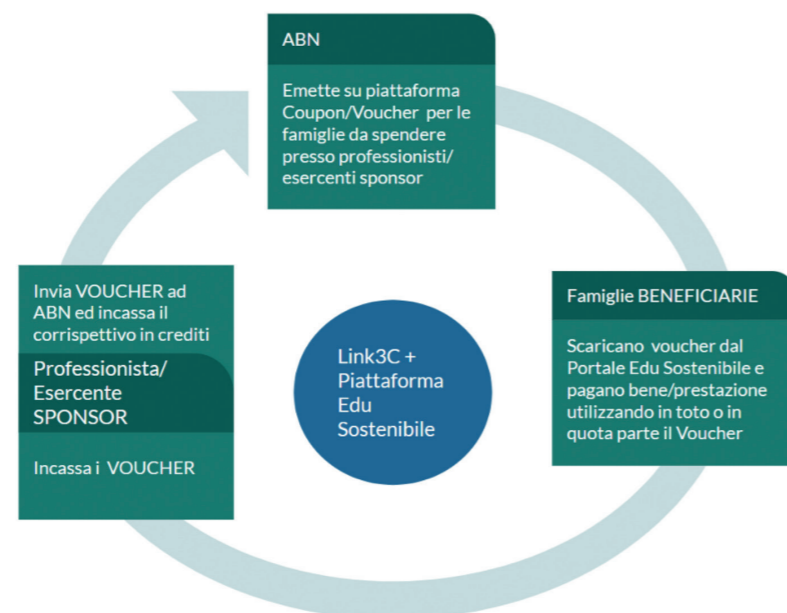 ABN
Emette su piattaforma
Coupon/Voucher per le
famiglie da spendere
presso professionisti/
esercenti sponsor
Famiglie BENEFICIARIE
Scaricano voucher dal
Portale Edu Sostenibile e
pagano bene/prestazione
utilizzando in toto o in
quota parte il Voucher
Invia VOUCHER ad
ABN ed incassa il
corrispettivo in crediti
Professionista/
Esercente
SPONSOR
Incassa i VOUCHER
Link3C +
Piattaforma
Edu
Sostenibile